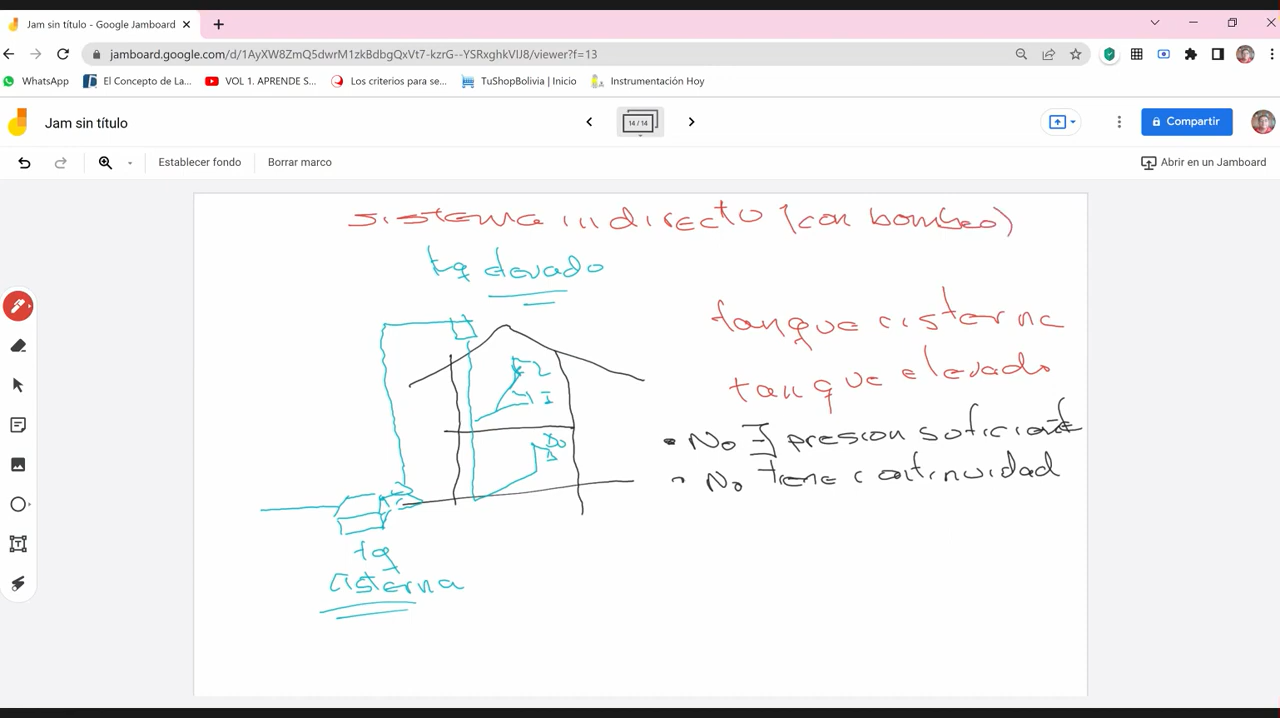 Jam sin título - Google Jamboard
jamboard.google.com/d/1AyXW8ZmQ5dwrM1zkBdbgQxVt7-kzrG--YSRxghkVlJ8/viewer?f=13
WhatsApp
El Concepto de La...
VOL 1. APRENDE S...
Los criterios para se...
TuShopBolivia | Inicio
Instrumentación Hoy
Jam sin título
14 / 14
Compartir
Establecer fondo
Borrar marco
Abrir en un Jamboard
sistema indirecto (con bombeo)
tq elevado
tanque cisterna
tanque elevado
• No ∃ presion suficiente
• No tiene continuidad
L
I
Do
tq
cisterna